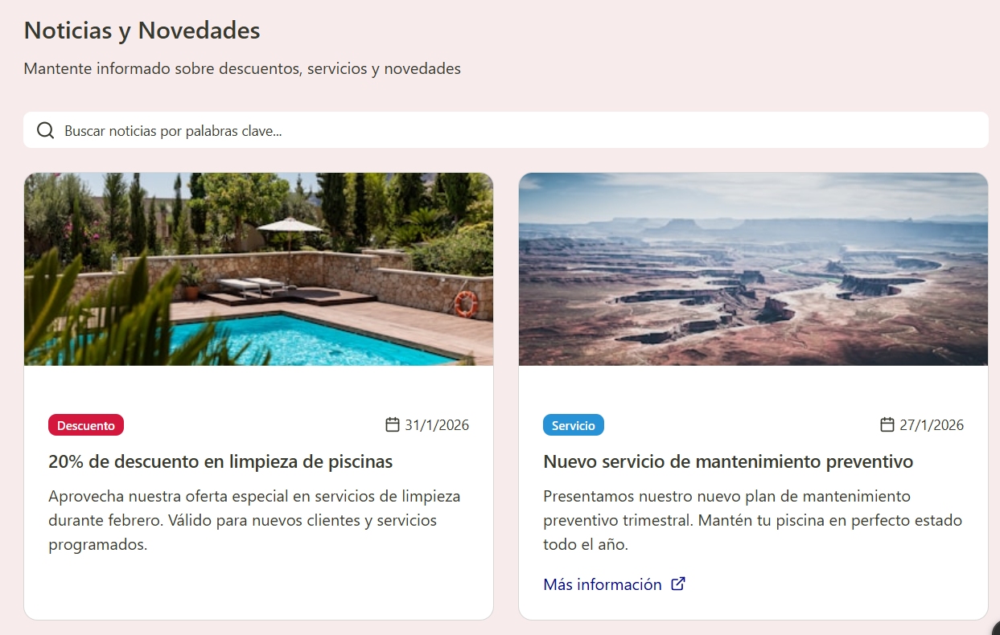 Noticias y Novedades
Mantente informado sobre descuentos, servicios y novedades
Buscar noticias por palabras clave...
Descuento
31/1/2026
20% de descuento en limpieza de piscinas
Aprovecha nuestra oferta especial en servicios de limpieza
durante febrero. Válido para nuevos clientes y servicios
programados.
Servicio
27/1/2026
Nuevo servicio de mantenimiento preventivo
Presentamos nuestro nuevo plan de mantenimiento
preventivo trimestral. Mantén tu piscina en perfecto estado
todo el año.
Más información